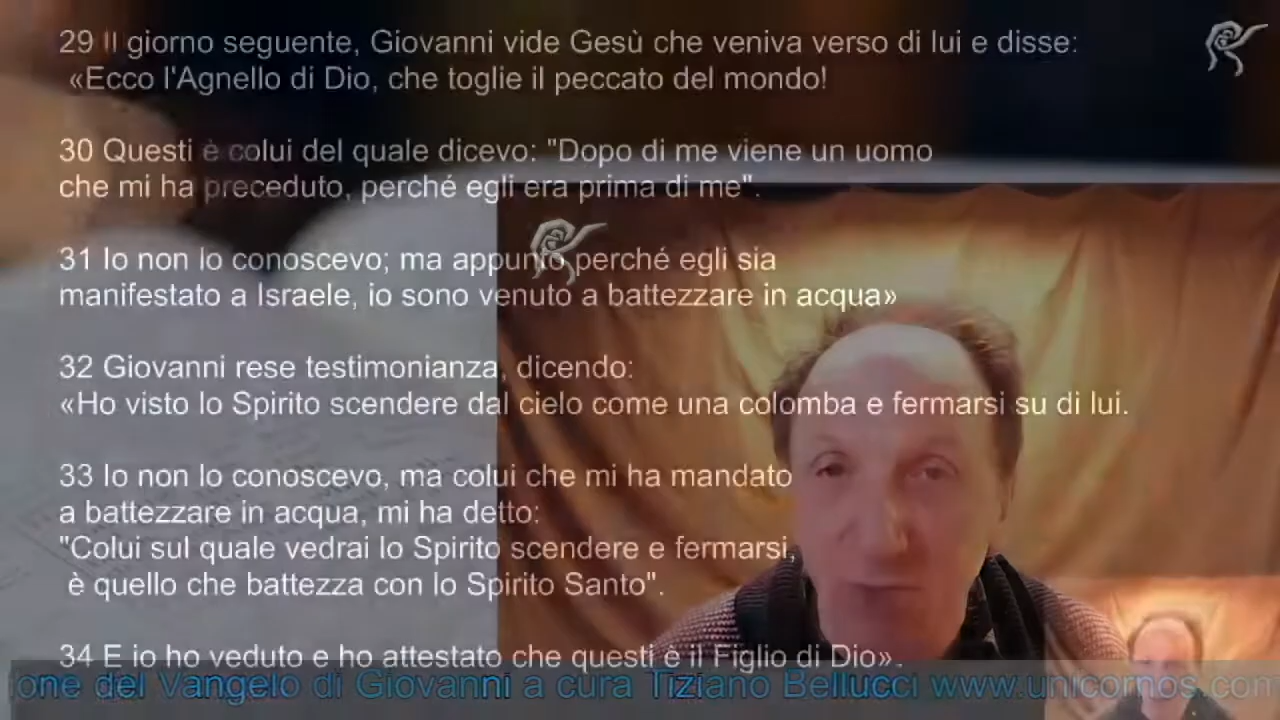 29 Il giorno seguente, Giovanni vide Gesù che veniva verso di lui e disse:
«Ecco l'Agnello di Dio, che toglie il peccato del mondo!
30 Questi è colui del quale dicevo: "Dopo di me viene un uomo
che mi ha preceduto, perché egli era prima di me".
31 Io non lo conoscevo; ma appunto perché egli sia
manifestato a Israele, io sono venuto a battezzare in acqua»
32 Giovanni rese testimonianza, dicendo:
«Ho visto lo Spirito scendere dal cielo come una colomba e fermarsi su di lui.
33 Io non lo conoscevo, ma colui che mi ha mandato
a battezzare in acqua, mi ha detto:
"Colui sul quale vedrai lo Spirito scendere e fermarsi,
è quello che battezza con lo Spirito Santo".
34 E io ho veduto e ho attestato che questi è il Figlio di Dio».
one del Vangelo di Giovanni a cura Tiziano Bellucci www.unicornos.com